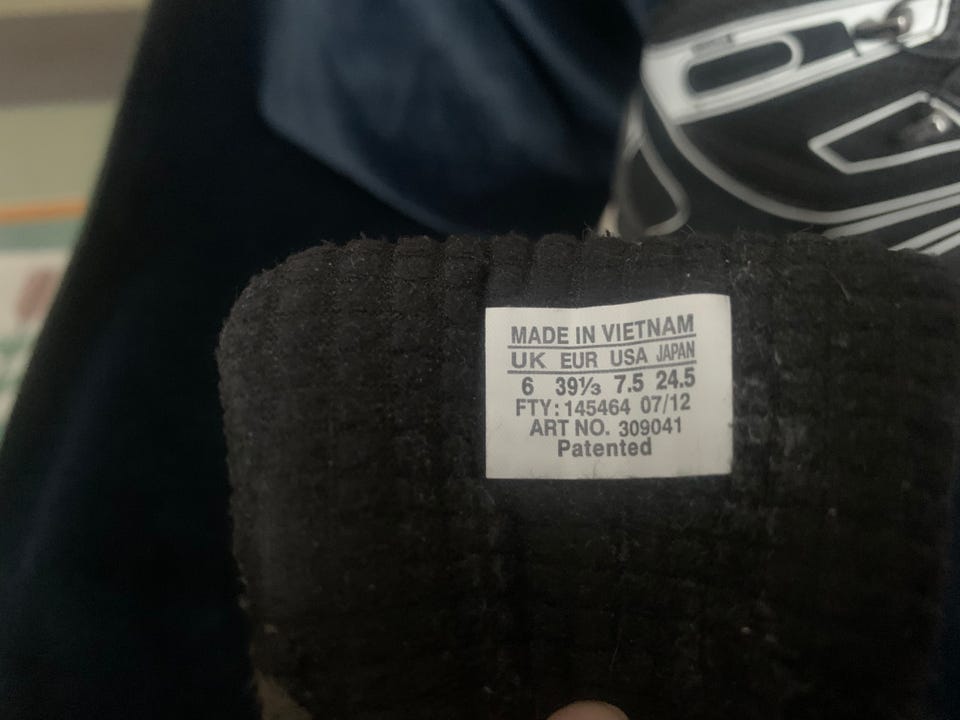 MADE IN VIETNAM
UK EUR USA JAPAN
6 39⅓ 7.5 24.5
FTY: 145464 07/12
ART NO. 309041
Patented